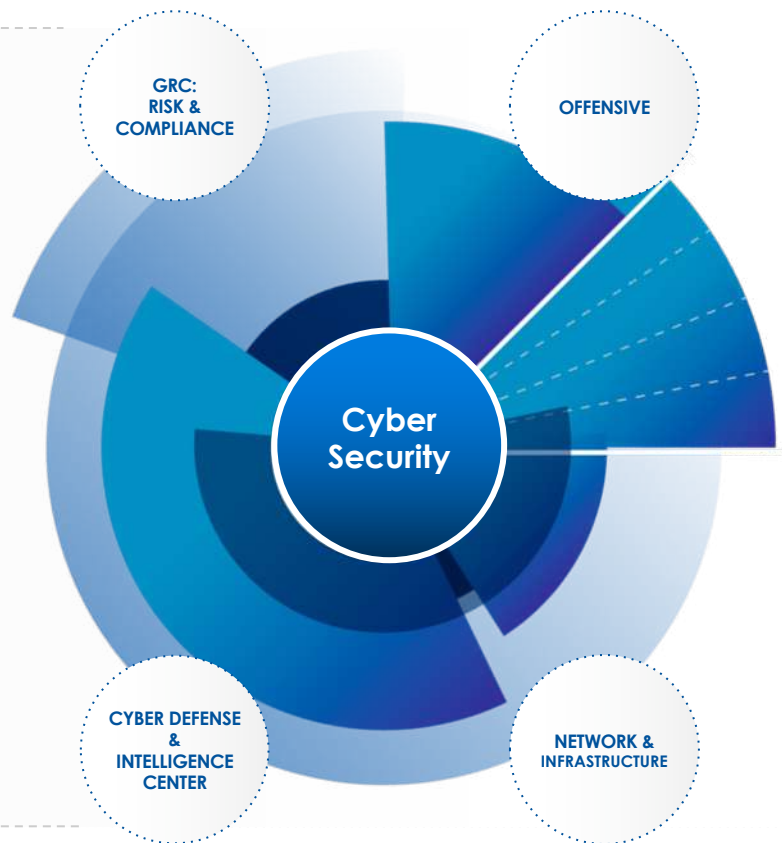 GRC:
RISK &
COMPLIANCE
OFFENSIVE
Cyber
Security
CYBER DEFENSE
&
INTELLIGENCE
CENTER
NETWORK &
INFRASTRUCTURE